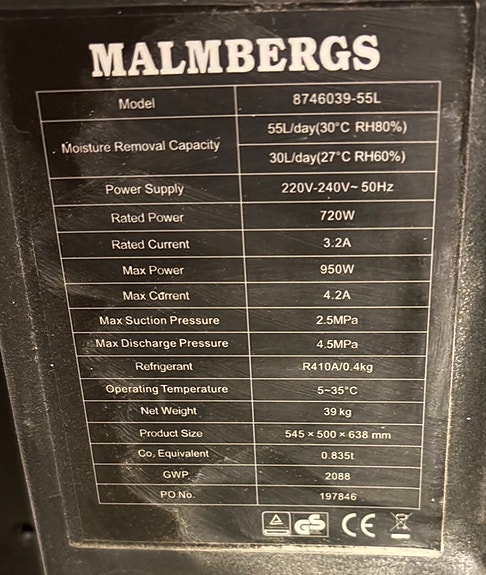 MALMBERGS
Model 8746039-55L
Moisture Removal Capacity 55L/day(30°C RH80%)
30L/day(27°C RH60%)
Power Supply 220V-240V~ 50Hz
Rated Power 720W
Rated Current 3.2A
Max Power 950W
Max Current 4.2A
Max Suction Pressure 2.5MPa
Max Discharge Pressure 4.5MPa
Refrigerant R410A/0.4kg
Operating Temperature 5~35°C
Net Weight 39 kg
Product Size 545 × 500 × 638 mm
Co₂ Equivalent 0.835t
GWP 2088
PO No. 197846
GS CE